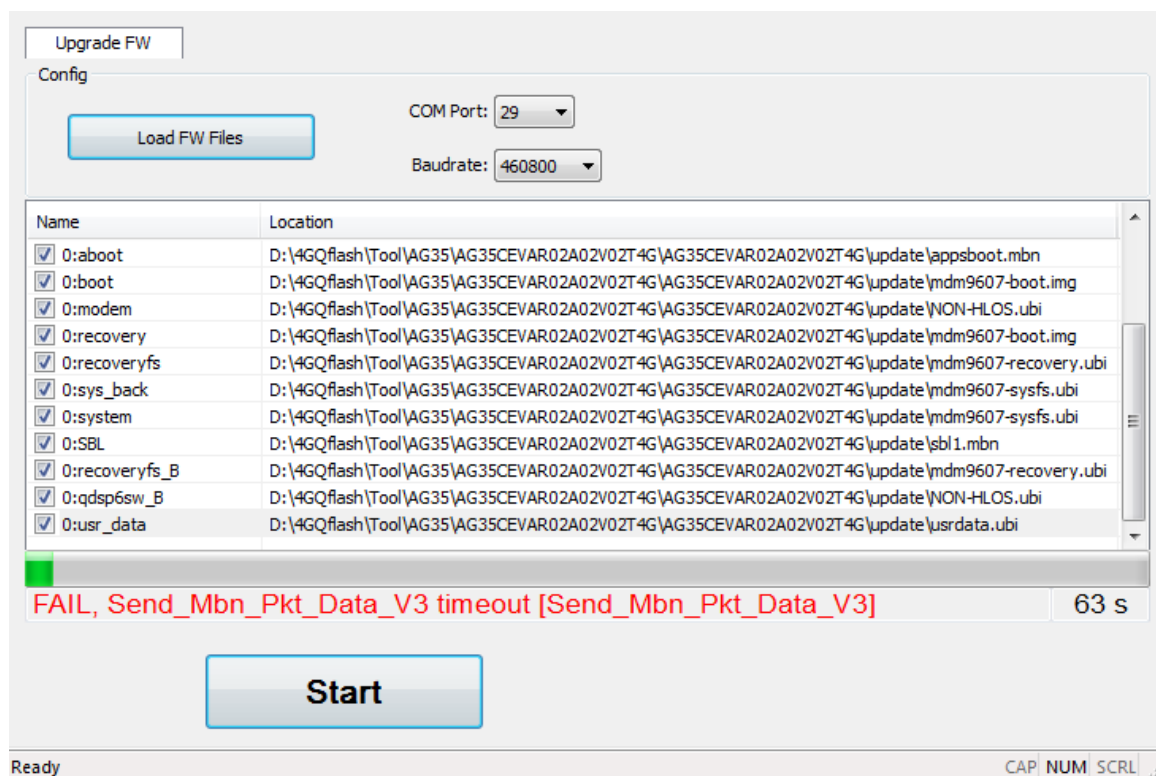 Upgrade FW
Config
Load FW Files
COM Port: 29
Baudrate: 460800
Name Location
0:aboot D:\4GQflash\Tool\AG35\AG35CEVAR02A02V02T4G\AG35CEVAR02A02V02T4G\update\appsboot.mbn
0:boot D:\4GQflash\Tool\AG35\AG35CEVAR02A02V02T4G\AG35CEVAR02A02V02T4G\update\mdm9607-boot.img
0:modem D:\4GQflash\Tool\AG35\AG35CEVAR02A02V02T4G\AG35CEVAR02A02V02T4G\update\NON-HLOS.ubi
0:recovery D:\4GQflash\Tool\AG35\AG35CEVAR02A02V02T4G\AG35CEVAR02A02V02T4G\update\mdm9607-boot.img
0:recoveryfs D:\4GQflash\Tool\AG35\AG35CEVAR02A02V02T4G\AG35CEVAR02A02V02T4G\update\mdm9607-recovery.ubi
0:sys_back D:\4GQflash\Tool\AG35\AG35CEVAR02A02V02T4G\AG35CEVAR02A02V02T4G\update\mdm9607-sysfs.ubi
0:system D:\4GQflash\Tool\AG35\AG35CEVAR02A02V02T4G\AG35CEVAR02A02V02T4G\update\mdm9607-sysfs.ubi
0:SBL D:\4GQflash\Tool\AG35\AG35CEVAR02A02V02T4G\AG35CEVAR02A02V02T4G\update\sbl1.mbn
0:recoveryfs_B D:\4GQflash\Tool\AG35\AG35CEVAR02A02V02T4G\AG35CEVAR02A02V02T4G\update\mdm9607-recovery.ubi
0:qdsp6sw_B D:\4GQflash\Tool\AG35\AG35CEVAR02A02V02T4G\AG35CEVAR02A02V02T4G\update\NON-HLOS.ubi
0:usr_data D:\4GQflash\Tool\AG35\AG35CEVAR02A02V02T4G\AG35CEVAR02A02V02T4G\update\usrdata.ubi
FAIL, Send_Mbn_Pkt_Data_V3 timeout [Send_Mbn_Pkt_Data_V3] 63 s
Start
Ready CAP NUM SCRL